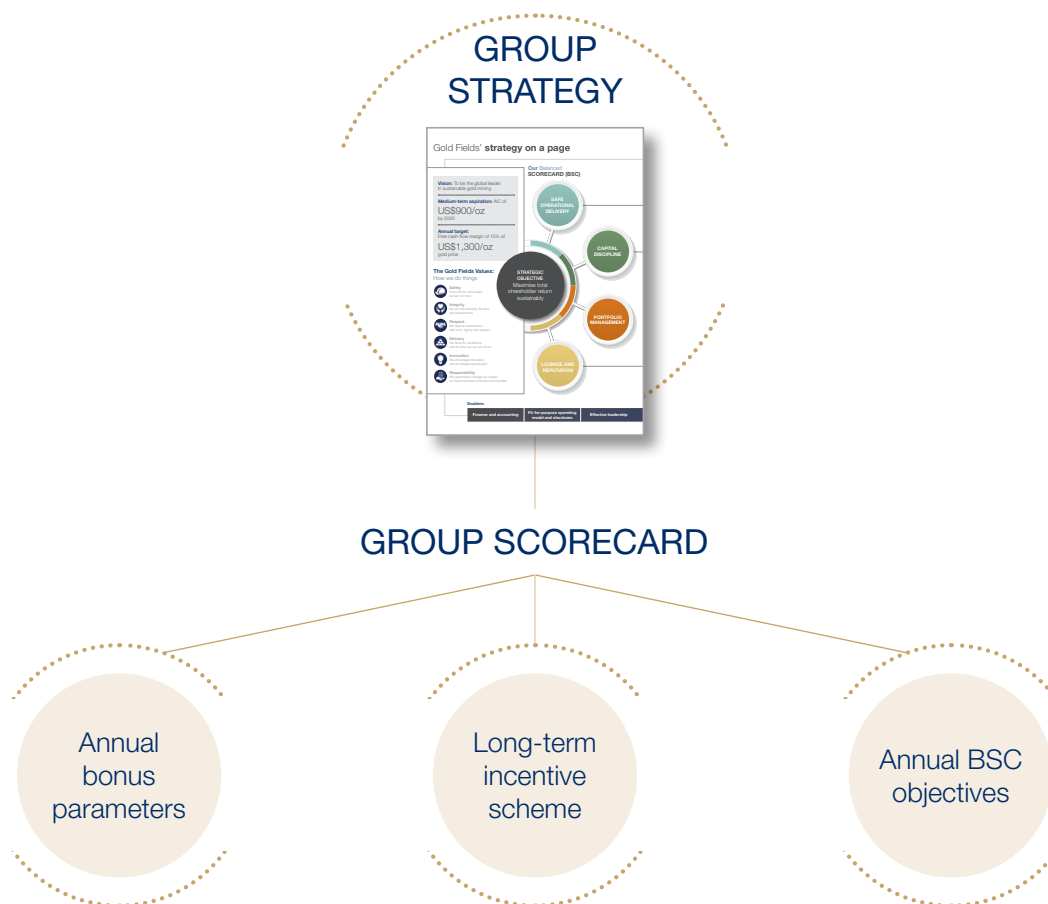 GROUP
STRATEGY
Gold Fields' strategy on a page
Vision: To be the global leader
in sustainable gold mining
Medium-term aspiration: AIC of
US$900/oz
by 2020
Annual target:
Free cash-flow margin of 15% at
US$1,300/oz
gold price
The Gold Fields Values:
How we do things
Safety
Integrity
Respect
Delivery
Innovation
Responsibility
Our Balanced
SCORECARD (BSC)
SAFE
OPERATIONAL
DELIVERY
CAPITAL
DISCIPLINE
STRATEGIC
OBJECTIVE
Maximise total
shareholder return
sustainably
PORTFOLIO
MANAGEMENT
LICENSE AND
REPUTATION
Enablers:
Finance and accounting
Fit-for-purpose operating
model and structures
Effective leadership
GROUP SCORECARD
Annual
bonus
parameters
Long-term
incentive
scheme
Annual BSC
objectives